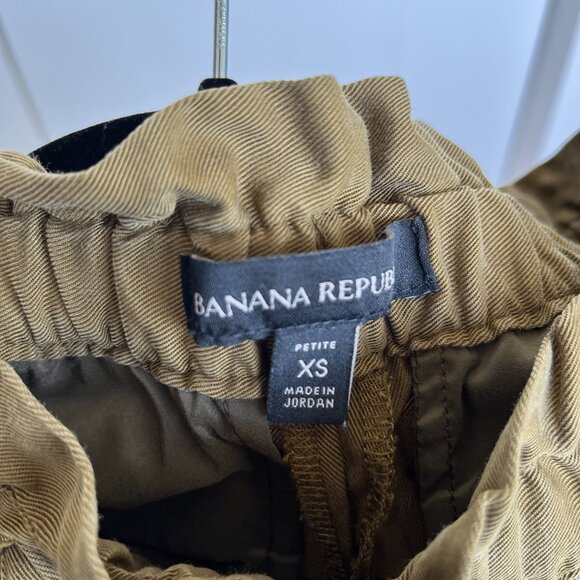 BANANA REPUB
PETITE
XS
MADE IN
JORDAN